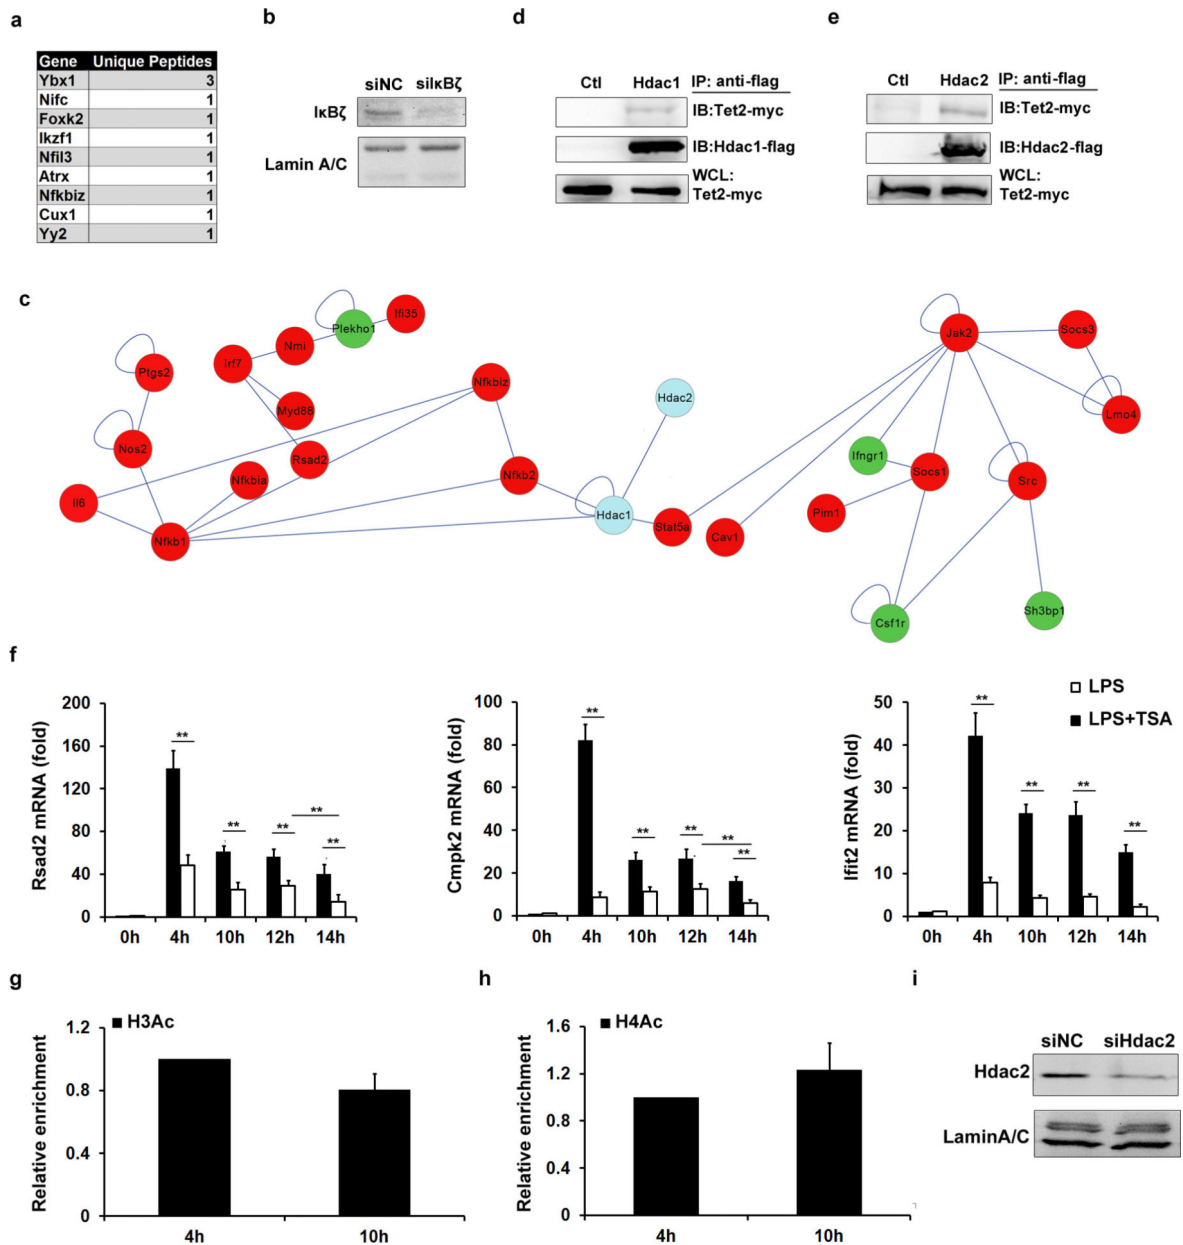 a
Gene Unique Peptides
Ybx1 3
Nifc 1
Foxk2 1
Ikzf1 1
Nfil3 1
Atrx 1
Nfkbiz 1
Cux1 1
Yy2 1
b
siNC siIκBζ
IκBζ
Lamin A/C
d
Ctl Hdac1 IP: anti-flag
IB:Tet2-myc
IB:Hdac1-flag
WCL:
Tet2-myc
e
Ctl Hdac2 IP: anti-flag
IB:Tet2-myc
IB:Hdac2-flag
WCL:
Tet2-myc
c
Plekho1
Ifi35
Nmi
Irf7
Ptgs2
Myd88
Nos2
Rsad2
Nfkbia
Il6
Nfkb1
Nfkbiz
Nfkb2
Hdac2
Hdac1
Stat5a
Cav1
Jak2
Socs3
Lmo4
Ifngr1
Socs1
Src
Pim1
Csf1r
Sh3bp1
f
Rsad2 mRNA (fold)
200
160
120
80
40
0
** ** ** ** **
0h 4h 10h 12h 14h
Cmpk2 mRNA (fold)
100
80
60
40
20
0
** ** ** ** **
0h 4h 10h 12h 14h
Ifit2 mRNA (fold)
50
40
30
20
10
0
** ** ** **
0h 4h 10h 12h 14h
LPS
LPS+TSA
g
Relative enrichment
H3Ac
1.2
0.8
0.4
0
4h 10h
h
Relative enrichment
H4Ac
1.6
1.2
0.8
0.4
0
4h 10h
i
siNC siHdac2
Hdac2
LaminA/C